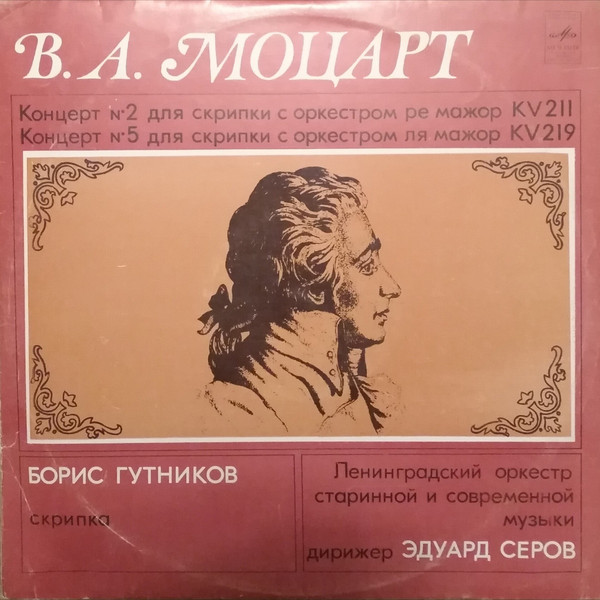 В. А. МОЦАРТ
Концерт №2 для скрипки с оркестром ре мажор KV211
Концерт №5 для скрипки с оркестром ля мажор KV219
БОРИС ГУТНИКОВ
скрипка
Ленинградский оркестр
старинной и современной
музыки
дирижер ЭДУАРД СЕРОВ